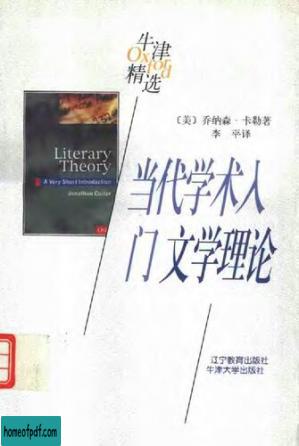 牛津
Oxford
精选
〔美〕乔纳森·卡勒著
李 平译
Literary
Theory
A Very Short Introduction
Jonathan Culler
当代学术入
门 文学理论
辽宁教育出版社
牛津大学出版社
homeofpdf.com